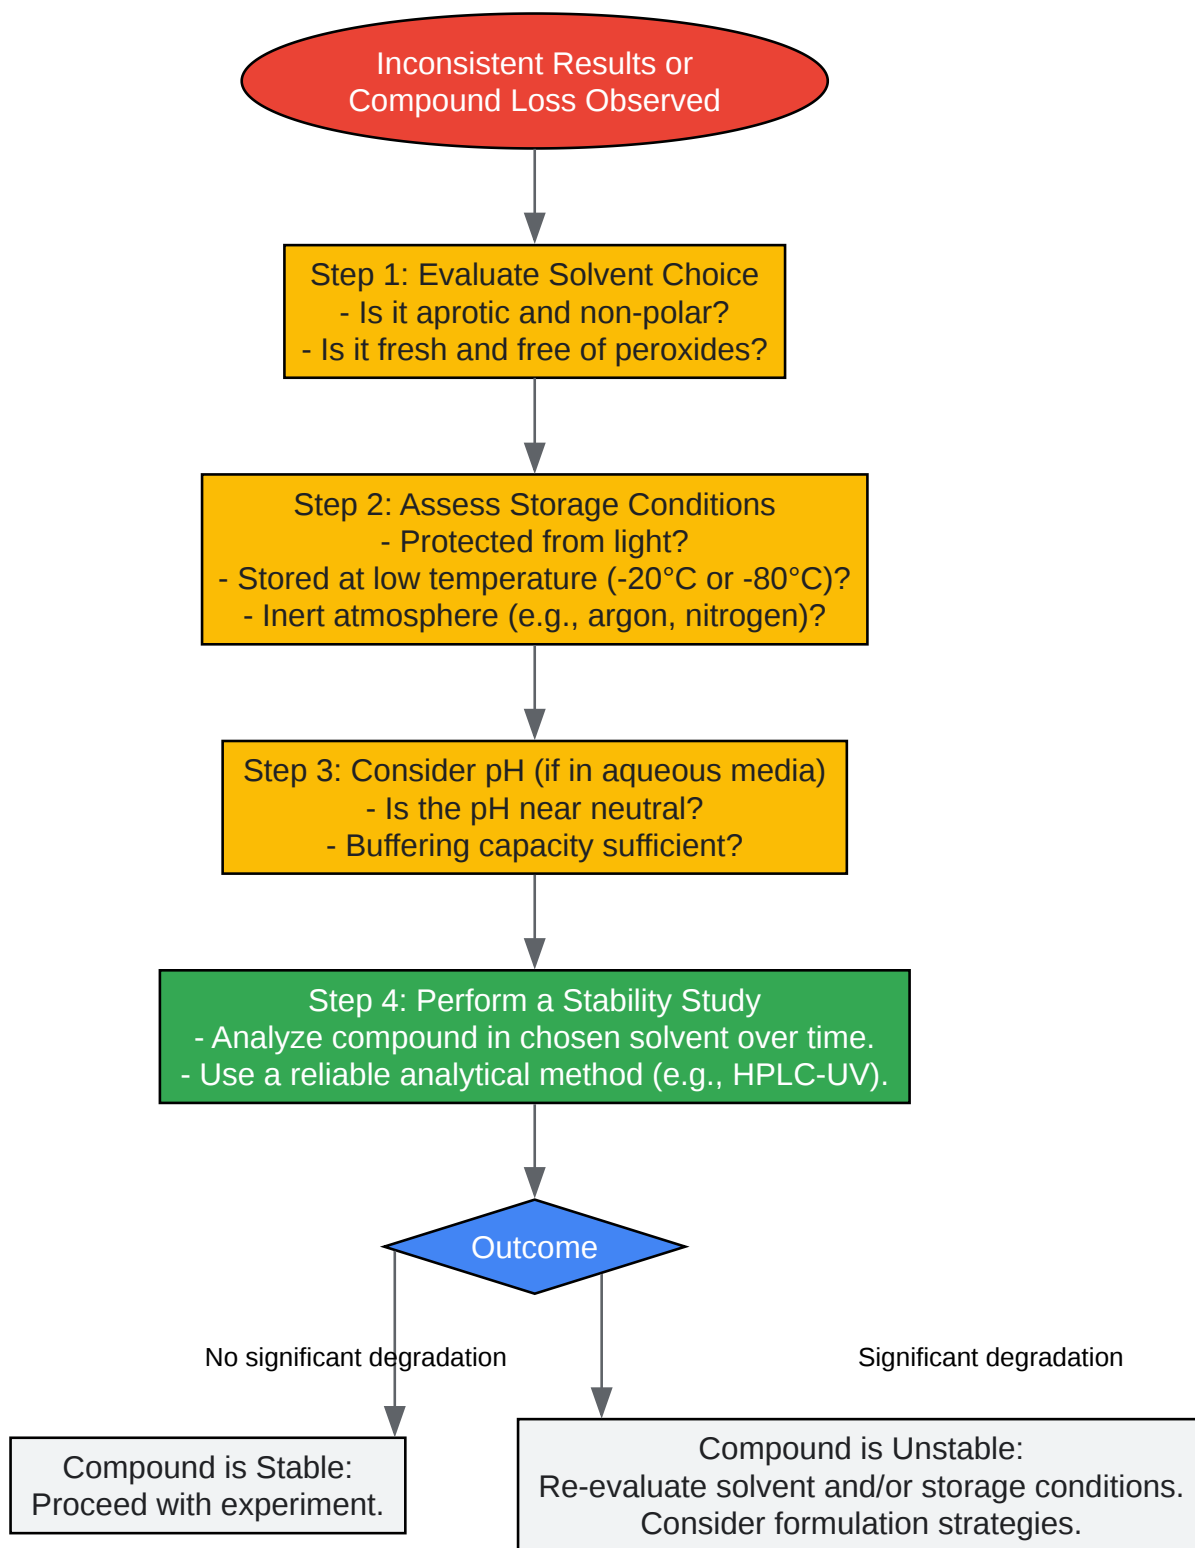 Inconsistent Results or
Compound Loss Observed
Step 1: Evaluate Solvent Choice
- Is it aprotic and non-polar?
- Is it fresh and free of peroxides?
Step 2: Assess Storage Conditions
- Protected from light?
- Stored at low temperature (-20°C or -80°C)?
- Inert atmosphere (e.g., argon, nitrogen)?
Step 3: Consider pH (if in aqueous media)
- Is the pH near neutral?
- Buffering capacity sufficient?
Step 4: Perform a Stability Study
- Analyze compound in chosen solvent over time.
- Use a reliable analytical method (e.g., HPLC-UV).
Outcome
No significant degradation
Significant degradation
Compound is Stable:
Proceed with experiment.
Compound is Unstable:
Re-evaluate solvent and/or storage conditions.
Consider formulation strategies.